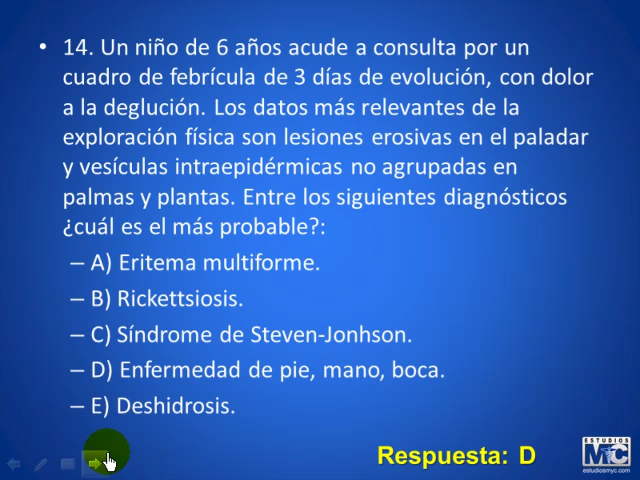 • 14. Un niño de 6 años acude a consulta por un
cuadro de febrícula de 3 días de evolución, con dolor
a la deglución. Los datos más relevantes de la
exploración física son lesiones erosivas en el paladar
y vesículas intraepidérmicas no agrupadas en
palmas y plantas. Entre los siguientes diagnósticos
¿cuál es el más probable?:
– A) Eritema multiforme.
– B) Rickettsiosis.
– C) Síndrome de Steven-Jonhson.
– D) Enfermedad de pie, mano, boca.
– E) Deshidrosis.
Respuesta: D
ESTUDIOS
MYC
estudiosmyc.com